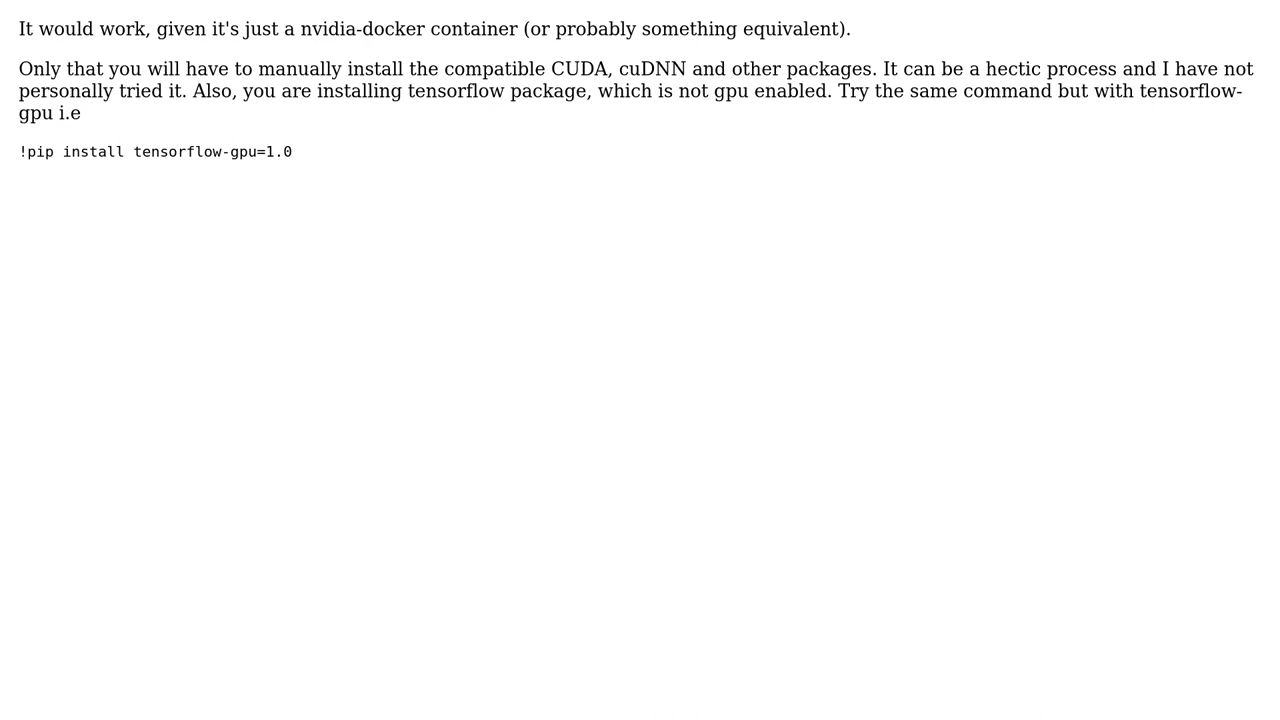 It would work, given it's just a nvidia-docker container (or probably something equivalent).
Only that you will have to manually install the compatible CUDA, cuDNN and other packages. It can be a hectic process and I have not
personally tried it. Also, you are installing tensorflow package, which is not gpu enabled. Try the same command but with tensorflow-
gpu i.e
!pip install tensorflow-gpu=1.0